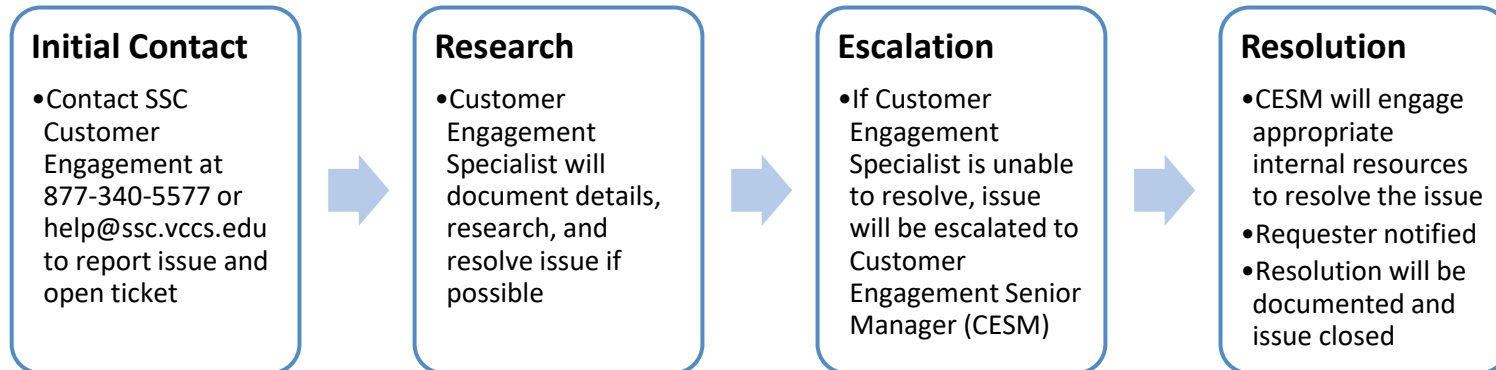 Initial Contact
•Contact SSC
Customer
Engagement at
877-340-5577 or
help@ssc.vccs.edu
to report issue and
open ticket
Research
•Customer
Engagement
Specialist will
document details,
research, and
resolve issue if
possible
Escalation
•If Customer
Engagement
Specialist is unable
to resolve, issue
will be escalated to
Customer
Engagement Senior
Manager (CESM)
Resolution
•CESM will engage
appropriate
internal resources
to resolve the issue
•Requester notified
•Resolution will be
documented and
issue closed